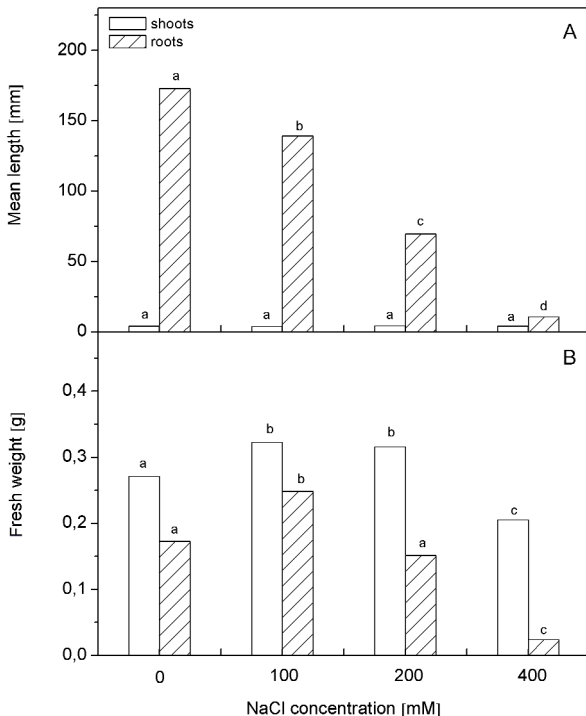 shoots
roots
A
Mean length [mm]
200
150
100
50
0
a
a
a
b
a
c
a
d
B
Fresh weight [g]
0,4
0,3
0,2
0,1
0,0
a
a
b
b
b
a
c
c
0
100
200
400
NaCl concentration [mM]